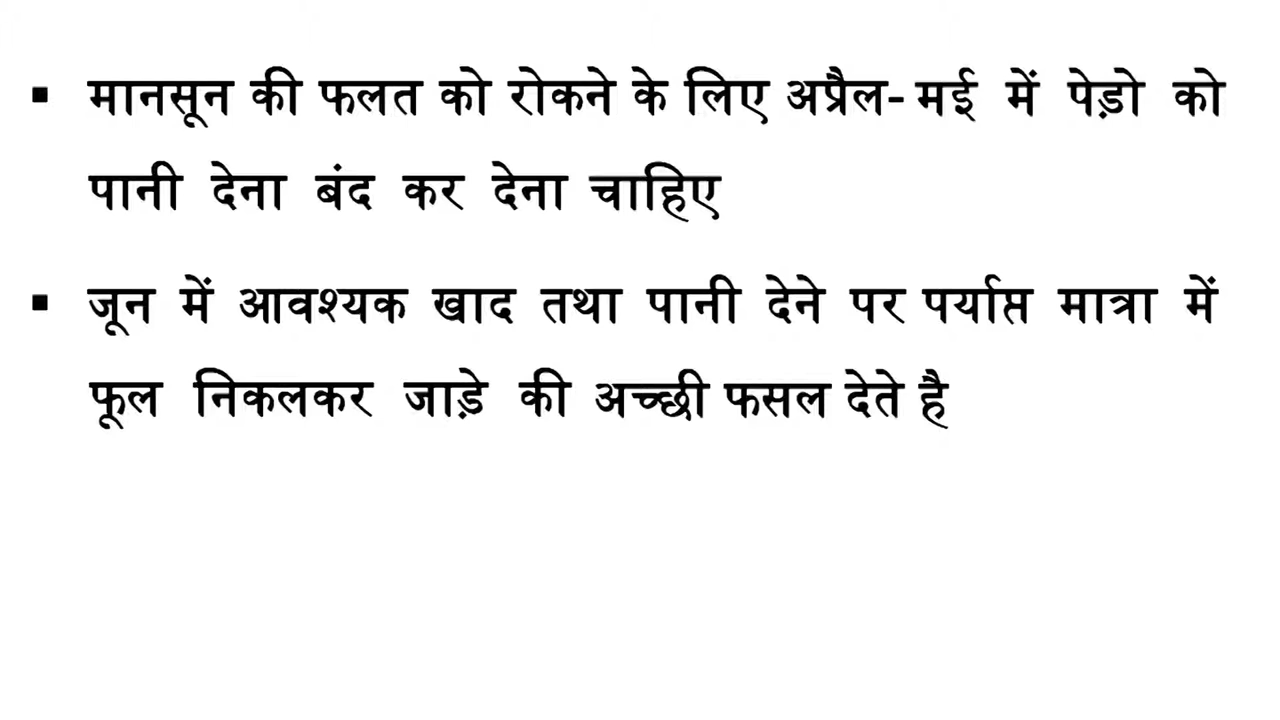 ▪ मानसून की फलत को रोकने के लिए अप्रैल- मई में पेड़ो को
पानी देना बंद कर देना चाहिए
▪ जून में आवश्यक खाद तथा पानी देने पर पर्याप्त मात्रा में
फूल निकलकर जाड़े की अच्छी फसल देते है